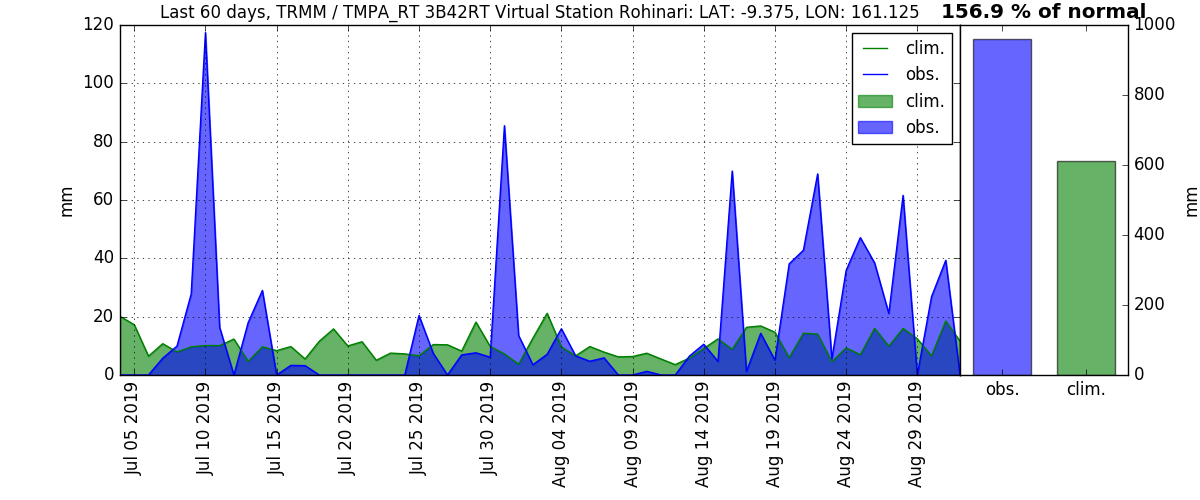 Last 60 days, TRMM / TMPA_RT 3B42RT Virtual Station Rohinari: LAT: -9.375, LON: 161.125
156.9 % of normal
120
100
80
60
40
20
0
mm
clim.
obs.
clim.
obs.
Jul 05 2019
Jul 10 2019
Jul 15 2019
Jul 20 2019
Jul 25 2019
Jul 30 2019
Aug 04 2019
Aug 09 2019
Aug 14 2019
Aug 19 2019
Aug 24 2019
Aug 29 2019
1000
800
600
400
200
0
mm
obs.
clim.